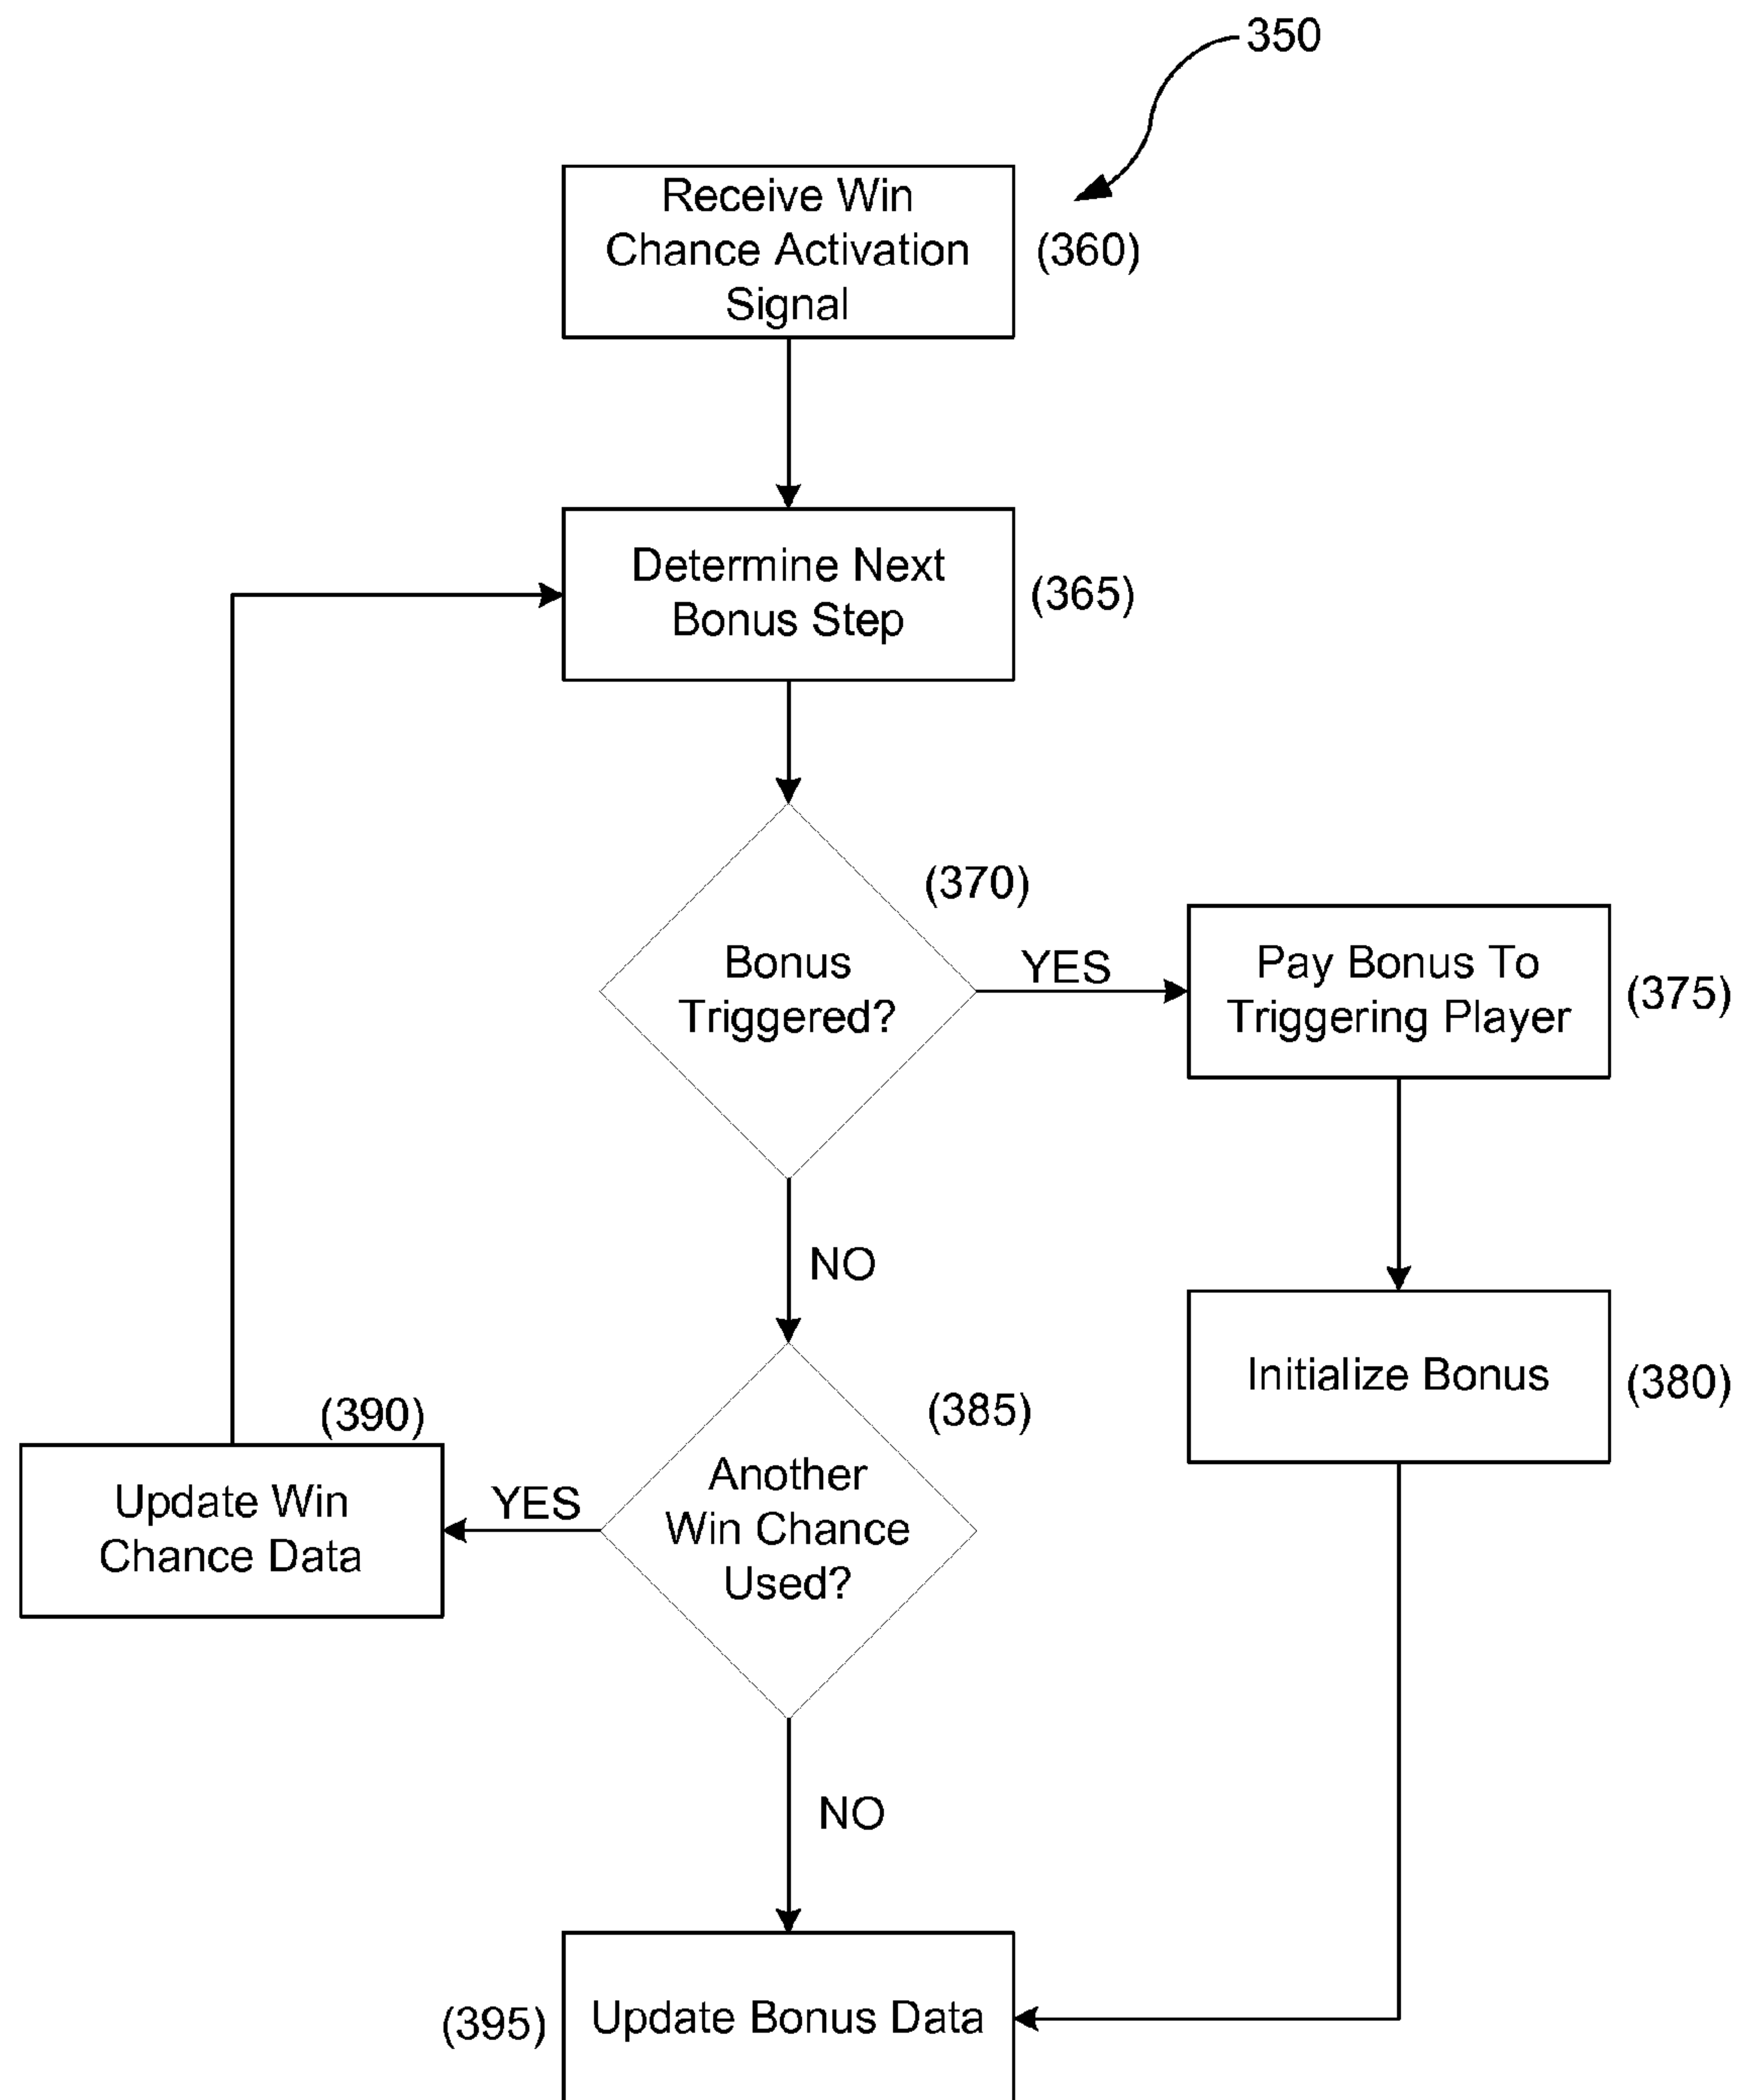 350
Receive Win
Chance Activation
Signal
(360)
Determine Next
Bonus Step
(365)
(370)
Bonus
Triggered?
YES
Pay Bonus To
Triggering Player
(375)
NO
Initialize Bonus
(380)
(385)
Another
Win Chance
Used?
YES
(390)
Update Win
Chance Data
NO
(395)
Update Bonus Data